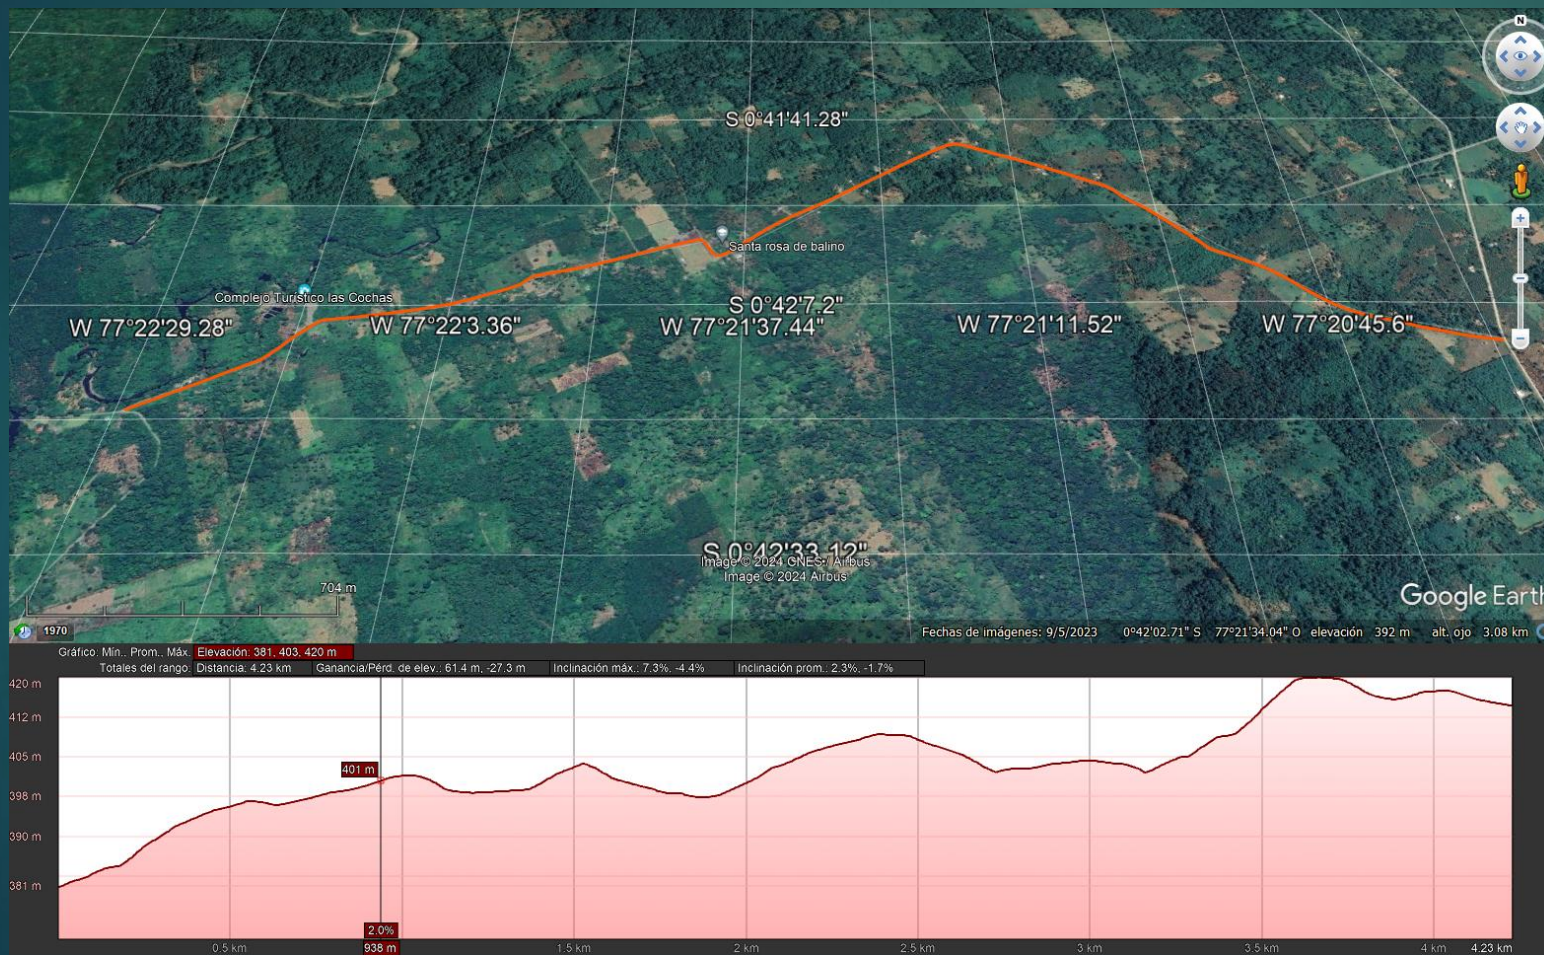 N
S 0°41'41.28"
Santa rosa de balino
Complejo Turistico las Cochas
S 0°42'7.2"
W 77°22'29.28"
W 77°22'3.36"
W 77°21'37.44"
W 77°21'11.52"
W 77°20'45.6"
S 0°42'33.12"
Image © 2024 CNES / Airbus
Image © 2024 Airbus
704 m
Google Earth
1970
Fechas de imágenes: 9/5/2023 0°42'02.71" S 77°21'34.04" O elevación 392 m alt. ojo 3.08 km
Gráfico: Mín., Prom., Máx. Elevación: 381, 403, 420 m
Totales del rango: Distancia: 4.23 km Ganancia/Pérd. de elev.: 61.4 m, -27.3 m Inclinación máx.: 7.3%, -4.4% Inclinación prom.: 2.3%, -1.7%
420 m
412 m
405 m
401 m
398 m
390 m
381 m
2.0%
0.5 km 938 m 1.5 km 2 km 2.5 km 3 km 3.5 km 4 km 4.23 km